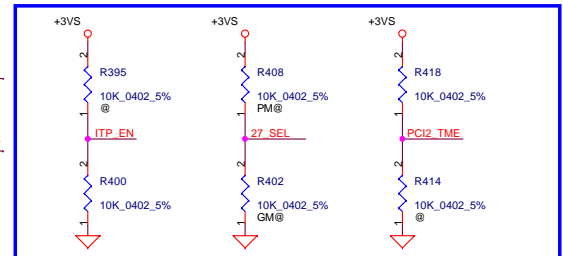 +3VS +3VS +3VS
2 2 2
R395 R408 R418
10K_0402_5% 10K_0402_5% 10K_0402_5%
@ PM@
1 1 1
ITP_EN 27_SEL PCI2_TME
2 2 2
R400 R402 R414
10K_0402_5% 10K_0402_5% 10K_0402_5%
GM@ @
1 1 1